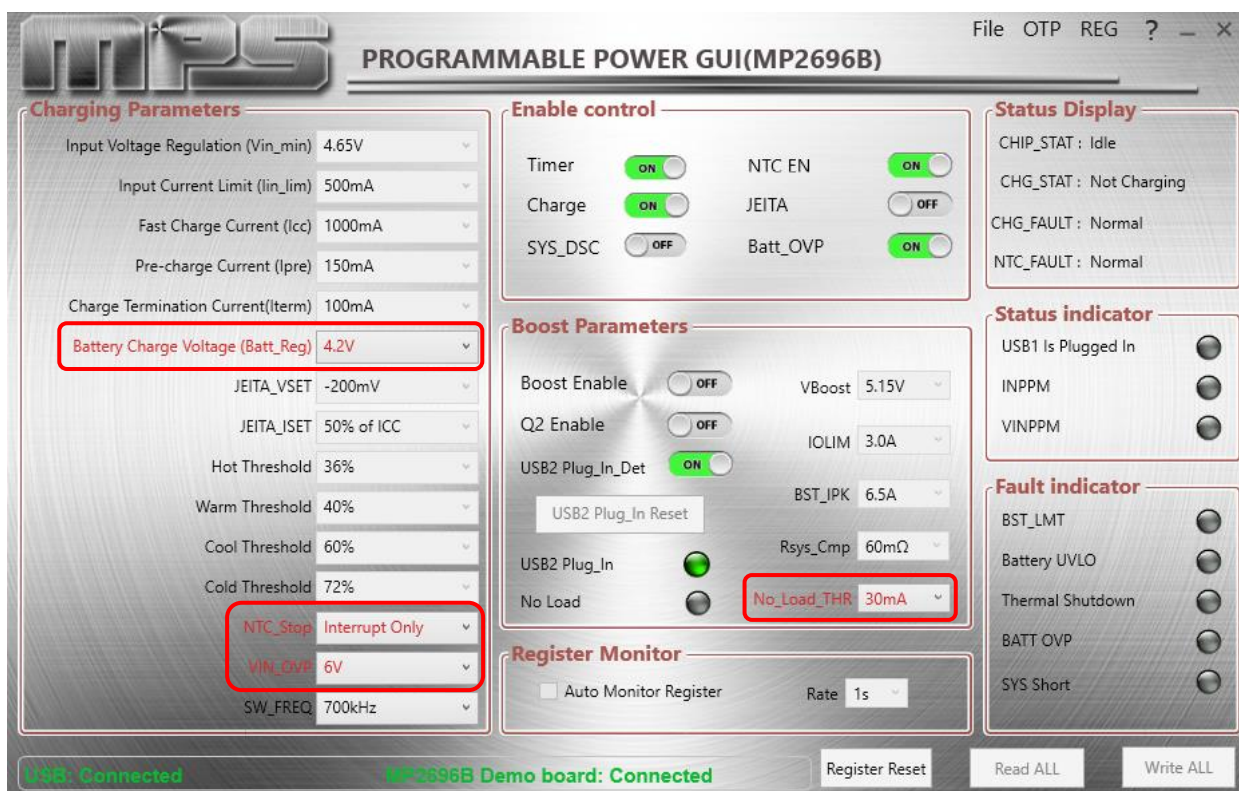 MPS
File OTP REG ? – ×
PROGRAMMABLE POWER GUI(MP2696B)
Charging Parameters
Input Voltage Regulation (Vin_min) 4.65V
Input Current Limit (Iin_lim) 500mA
Fast Charge Current (Icc) 1000mA
Pre-charge Current (Ipre) 150mA
Charge Termination Current(Iterm) 100mA
Battery Charge Voltage (Batt_Reg) 4.2V
JEITA_VSET -200mV
JEITA_ISET 50% of ICC
Hot Threshold 36%
Warm Threshold 40%
Cool Threshold 60%
Cold Threshold 72%
NTC_Stop Interrupt Only
VIN_OVP 6V
SW_FREQ 700kHz
Enable control
Timer ON NTC EN ON
Charge ON JEITA OFF
SYS_DSC OFF Batt_OVP ON
Boost Parameters
Boost Enable OFF
Q2 Enable OFF
USB2 Plug_In_Det ON
USB2 Plug_In Reset
USB2 Plug_In
No Load
VBoost 5.15V
IOLIM 3.0A
BST_IPK 6.5A
Rsys_Cmp 60mΩ
No_Load_THR 30mA
Register Monitor
Auto Monitor Register Rate 1s
Status Display
CHIP_STAT : Idle
CHG_STAT : Not Charging
CHG_FAULT : Normal
NTC_FAULT : Normal
Status indicator
USB1 Is Plugged In
INPPM
VINPPM
Fault indicator
BST_LMT
Battery UVLO
Thermal Shutdown
BATT OVP
SYS Short
USB: Connected MP2696B Demo board: Connected Register Reset Read ALL Write ALL